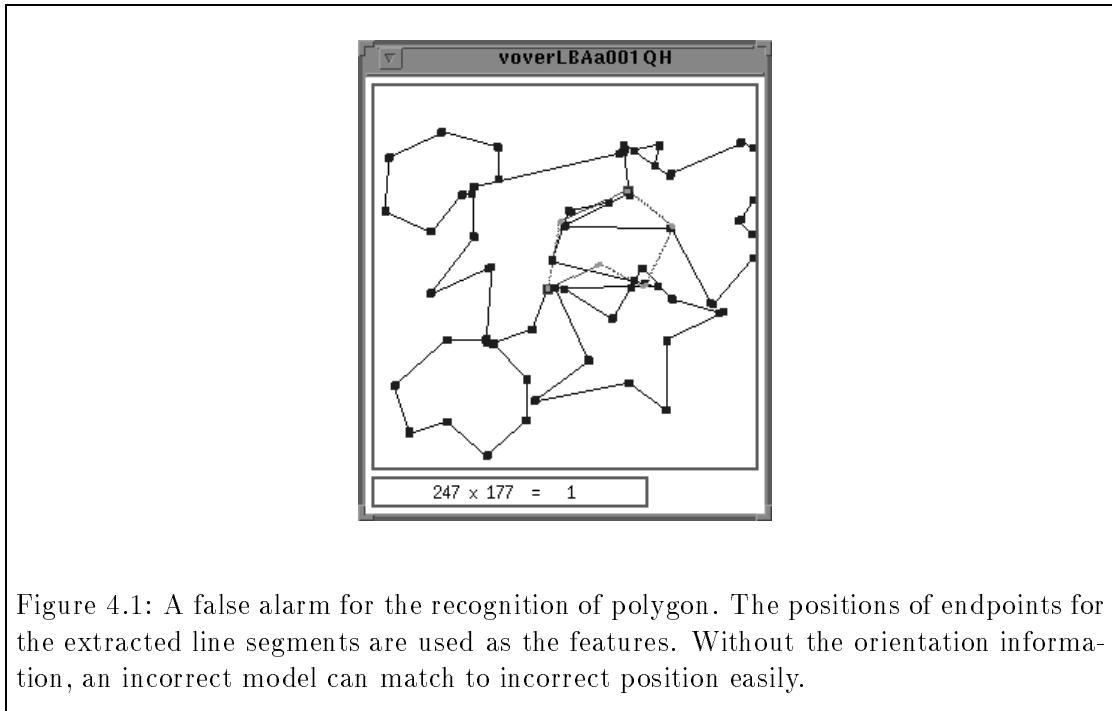 voverLBAa001QH
247 x 177 = 1
Figure 4.1: A false alarm for the recognition of polygon. The positions of endpoints for
the extracted line segments are used as the features. Without the orientation informa-
tion, an incorrect model can match to incorrect position easily.